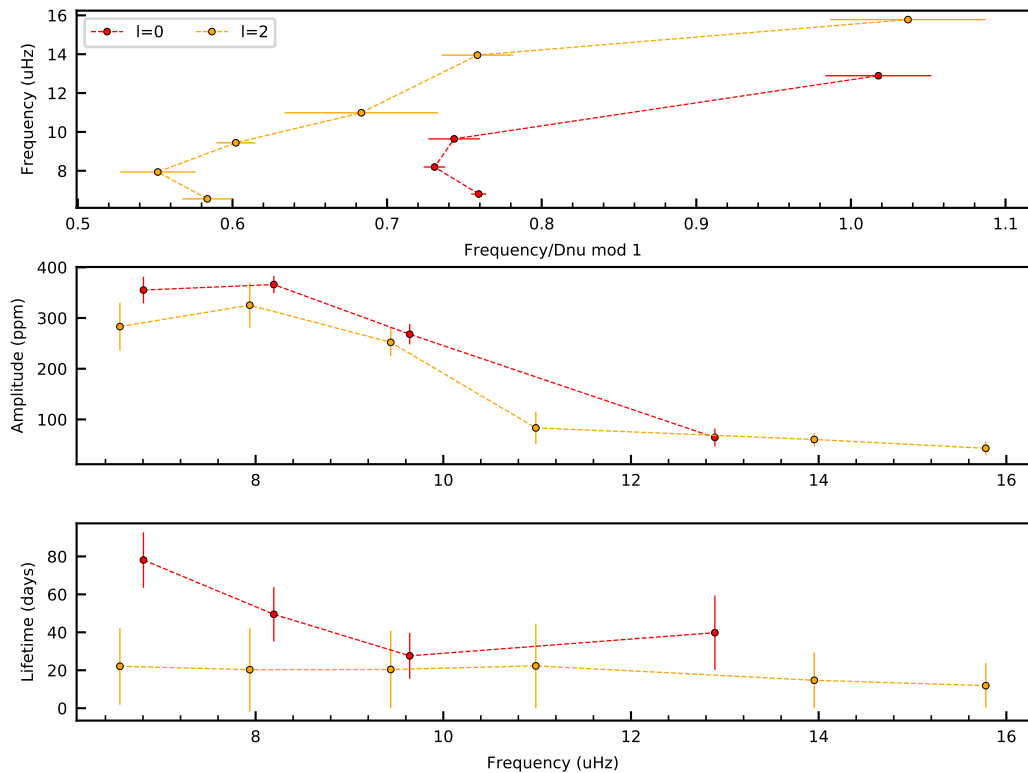 l=0 l=2
Frequency (uHz)
16
14
12
10
8
0.5 0.6 0.7 0.8 0.9 1.0 1.1
Frequency/Dnu mod 1
Amplitude (ppm)
400
300
200
100
8 10 12 14 16
Lifetime (days)
80
60
40
20
0
8 10 12 14 16
Frequency (uHz)